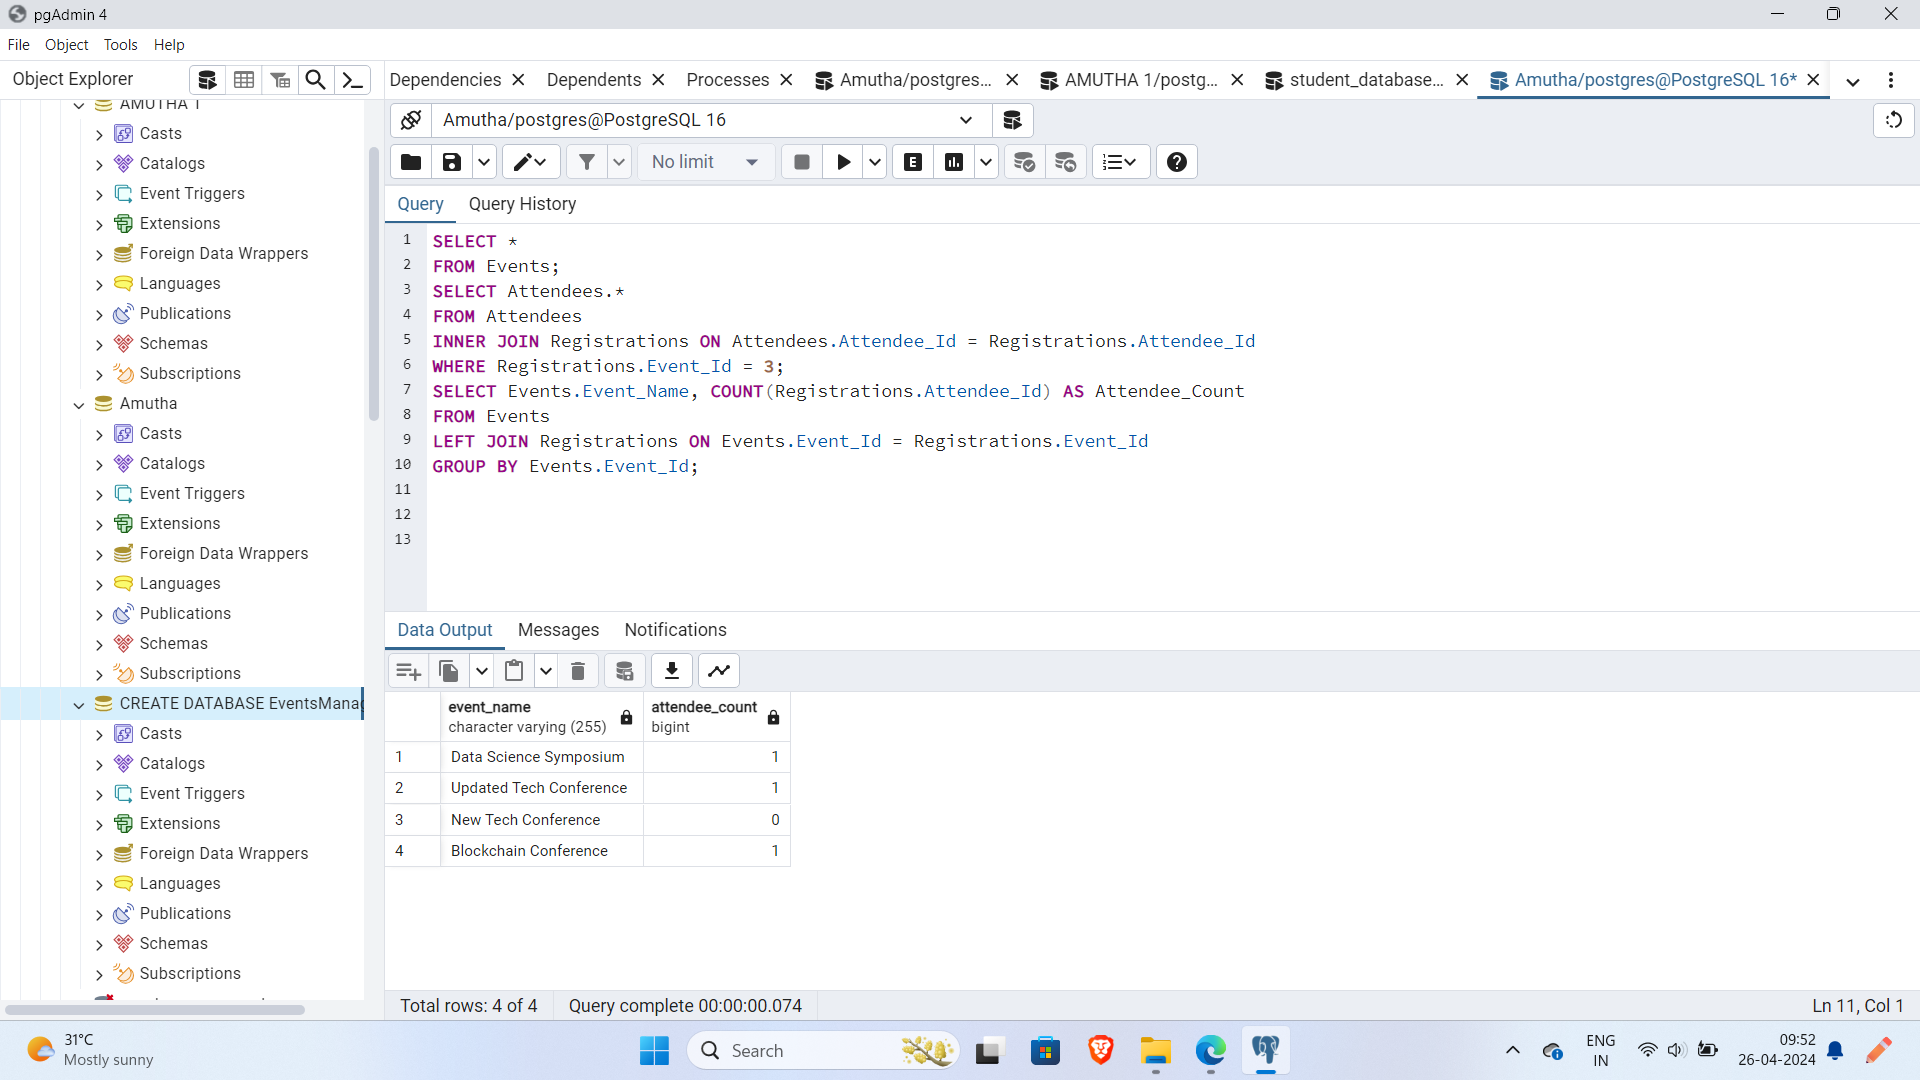 pgAdmin 4
File Object Tools Help
Object Explorer
Dependencies Dependents Processes Amutha/postgres... AMUTHA 1/postg... student_database... Amutha/postgres@PostgreSQL 16*
AMUTHA 1
Casts
Catalogs
Event Triggers
Extensions
Foreign Data Wrappers
Languages
Publications
Schemas
Subscriptions
Amutha
Casts
Catalogs
Event Triggers
Extensions
Foreign Data Wrappers
Languages
Publications
Schemas
Subscriptions
CREATE DATABASE EventsManag
Casts
Catalogs
Event Triggers
Extensions
Foreign Data Wrappers
Languages
Publications
Schemas
Subscriptions
Amutha/postgres@PostgreSQL 16
No limit
E
Query Query History
1 SELECT *
2 FROM Events;
3 SELECT Attendees.*
4 FROM Attendees
5 INNER JOIN Registrations ON Attendees.Attendee_Id = Registrations.Attendee_Id
6 WHERE Registrations.Event_Id = 3;
7 SELECT Events.Event_Name, COUNT(Registrations.Attendee_Id) AS Attendee_Count
8 FROM Events
9 LEFT JOIN Registrations ON Events.Event_Id = Registrations.Event_Id
10 GROUP BY Events.Event_Id;
11
12
13
Data Output Messages Notifications
event_name attendee_count
character varying (255) bigint
1 Data Science Symposium 1
2 Updated Tech Conference 1
3 New Tech Conference 0
4 Blockchain Conference 1
Total rows: 4 of 4 Query complete 00:00:00.074 Ln 11, Col 1
31°C
Mostly sunny
Search
ENG
IN
09:52
26-04-2024